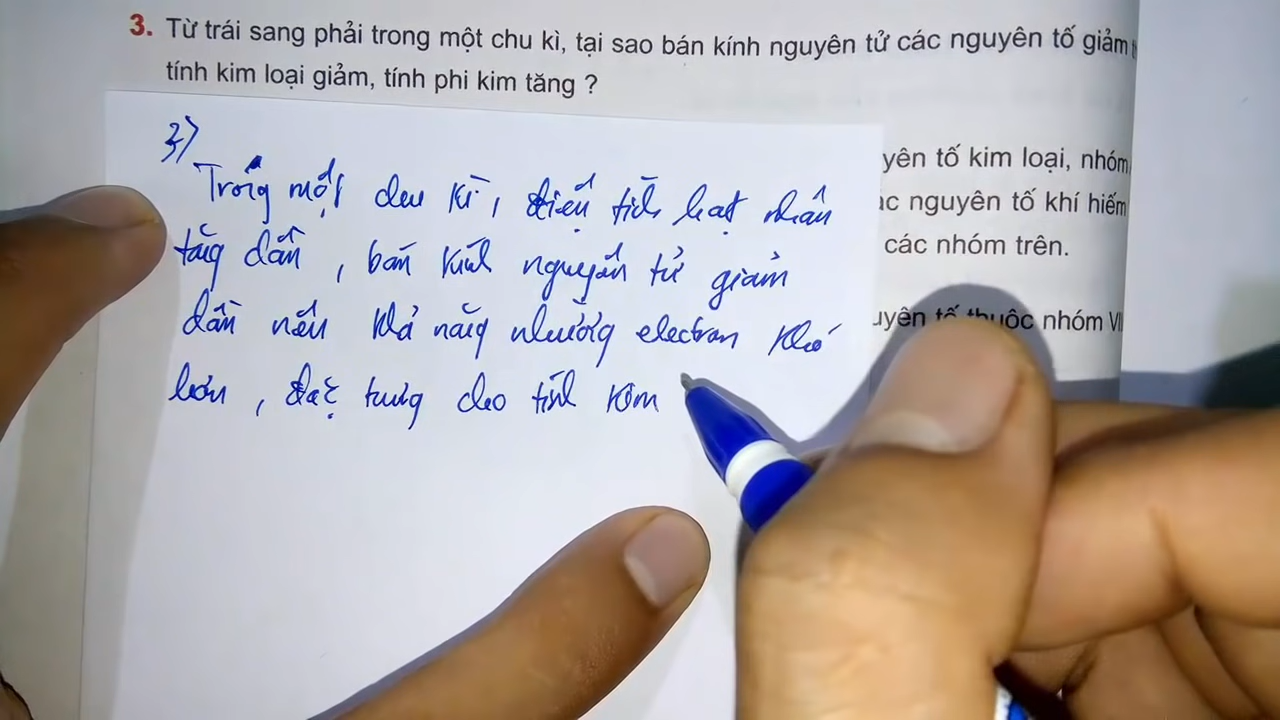 3. Từ trái sang phải trong một chu kì, tại sao bán kính nguyên tử các nguyên tố giảm
tính kim loại giảm, tính phi kim tăng ?
3)
Trong một chu kì, điện tích hạt nhân
tăng dần, bán kính nguyên tử giảm
dần nên khả năng nhường electron khó
hơn, đặc trưng cho tính kim
yên tố kim loại, nhóm
các nguyên tố khí hiếm
các nhóm trên.
uyên tố thuộc nhóm VI